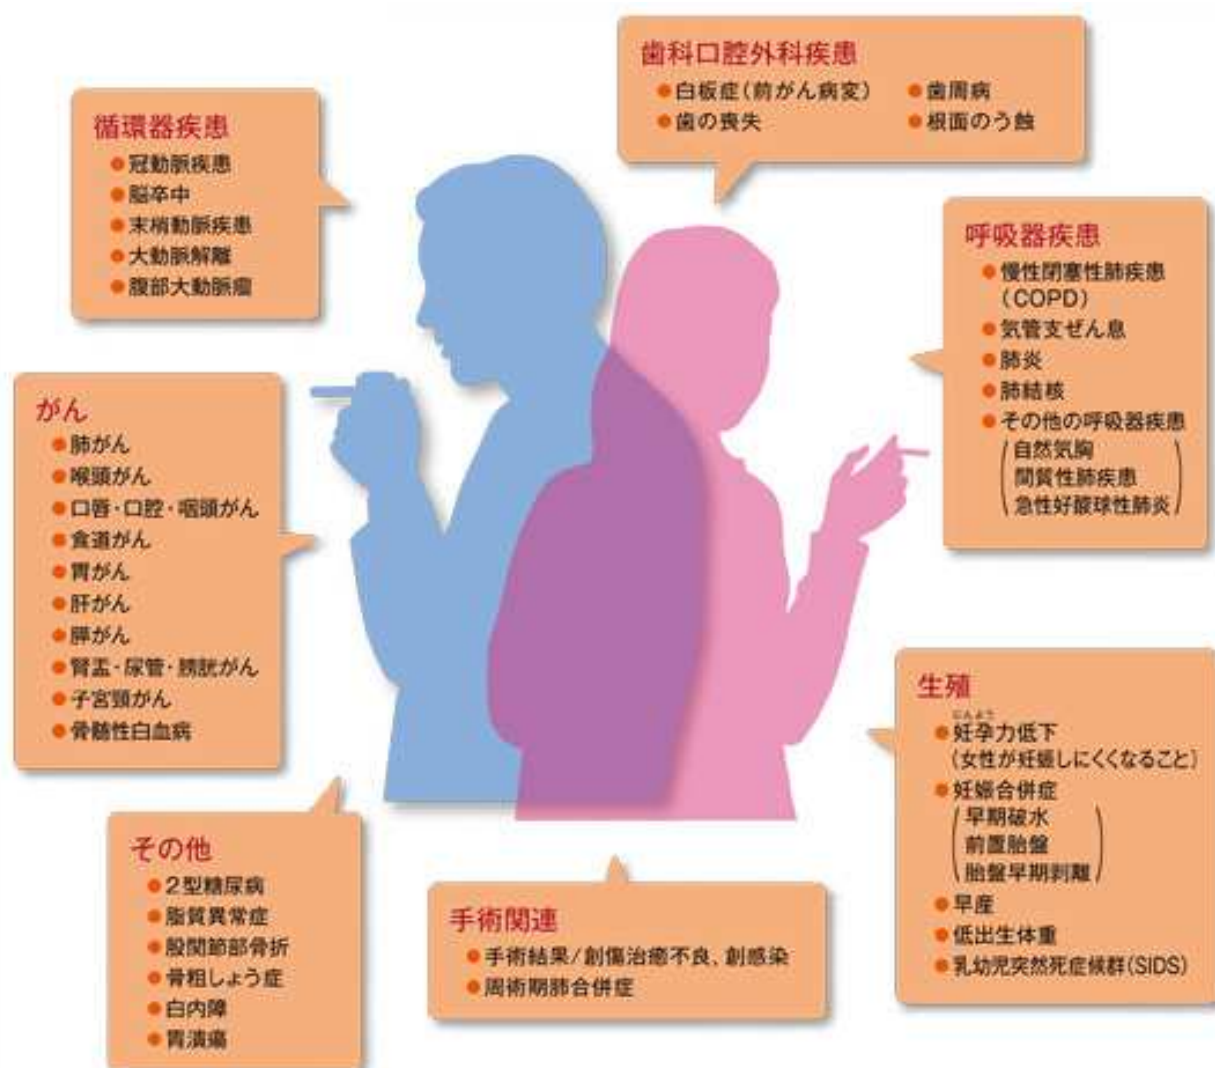 歯科口腔外科疾患
●白板症(前がん病変) ●歯周病
●歯の喪失 ●根面のう蝕
循環器疾患
●冠動脈疾患
●脳卒中
●末梢動脈疾患
●大動脈解離
●腹部大動脈瘤
呼吸器疾患
●慢性閉塞性肺疾患
(COPD)
●気管支ぜん息
●肺炎
●肺結核
●その他の呼吸器疾患
自然気胸
間質性肺疾患
急性好酸球性肺炎
がん
●肺がん
●喉頭がん
●口唇・口腔・咽頭がん
●食道がん
●胃がん
●肝がん
●膵がん
●腎盂・尿管・膀胱がん
●子宮頸がん
●骨髄性白血病
生殖
にんよう
●妊孕力低下
(女性が妊娠しにくくなること)
●妊娠合併症
早期破水
前置胎盤
胎盤早期剥離
●早産
●低出生体重
●乳幼児突然死症候群(SIDS)
その他
●2型糖尿病
●脂質異常症
●股関節部骨折
●骨粗しょう症
●白内障
●胃潰瘍
手術関連
●手術結果/創傷治癒不良、創感染
●周術期肺合併症